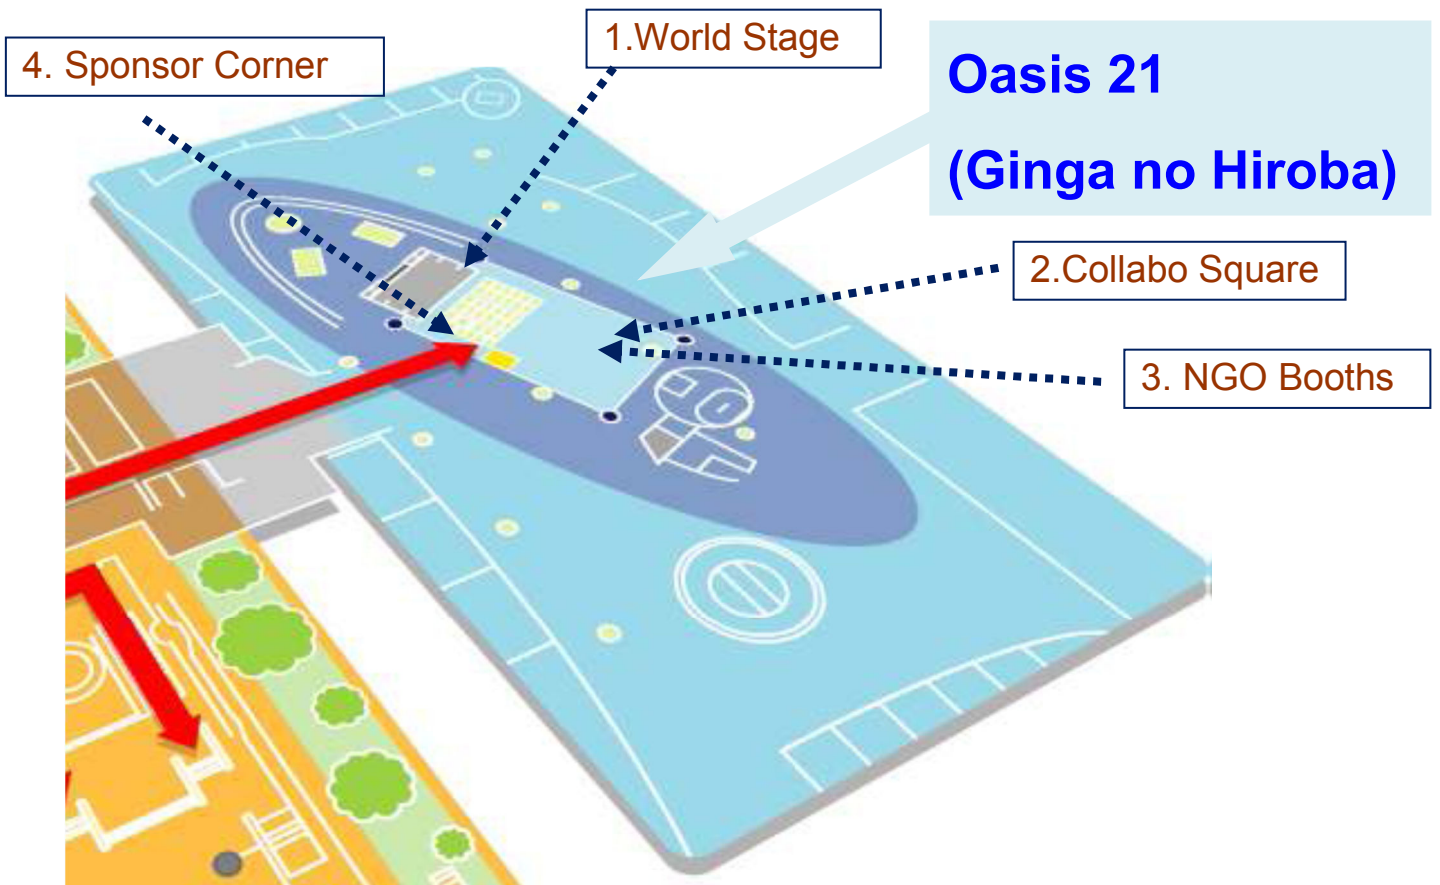 1.World Stage
4. Sponsor Corner
Oasis 21
(Ginga no Hiroba)
2.Collabo Square
3. NGO Booths